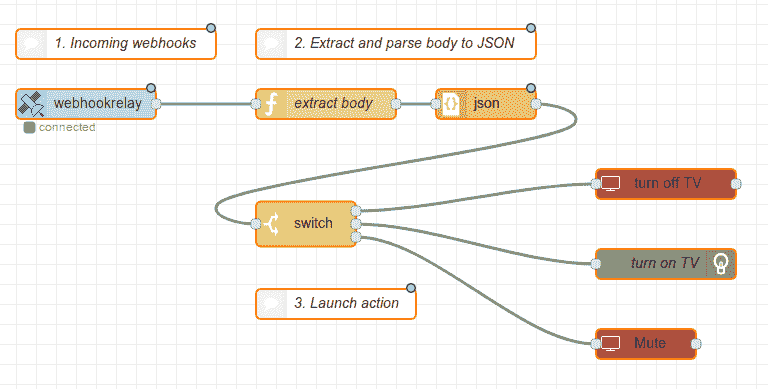 1. Incoming webhooks
2. Extract and parse body to JSON
webhookrelay
extract body
json
connected
turn off TV
switch
turn on TV
3. Launch action
Mute